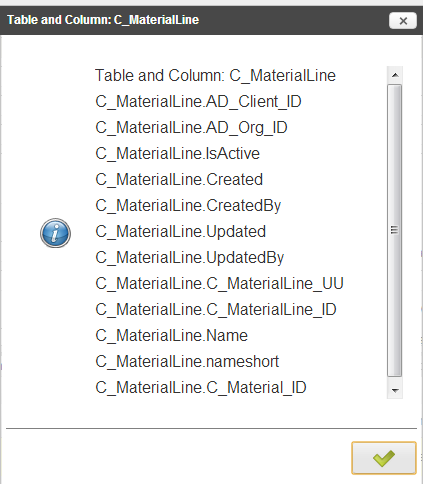 Table and Column: C_MaterialLine
Table and Column: C_MaterialLine
C_MaterialLine.AD_Client_ID
C_MaterialLine.AD_Org_ID
C_MaterialLine.IsActive
C_MaterialLine.Created
C_MaterialLine.CreatedBy
C_MaterialLine.Updated
C_MaterialLine.UpdatedBy
C_MaterialLine.C_MaterialLine_UU
C_MaterialLine.C_MaterialLine_ID
C_MaterialLine.Name
C_MaterialLine.nameshort
C_MaterialLine.C_Material_ID